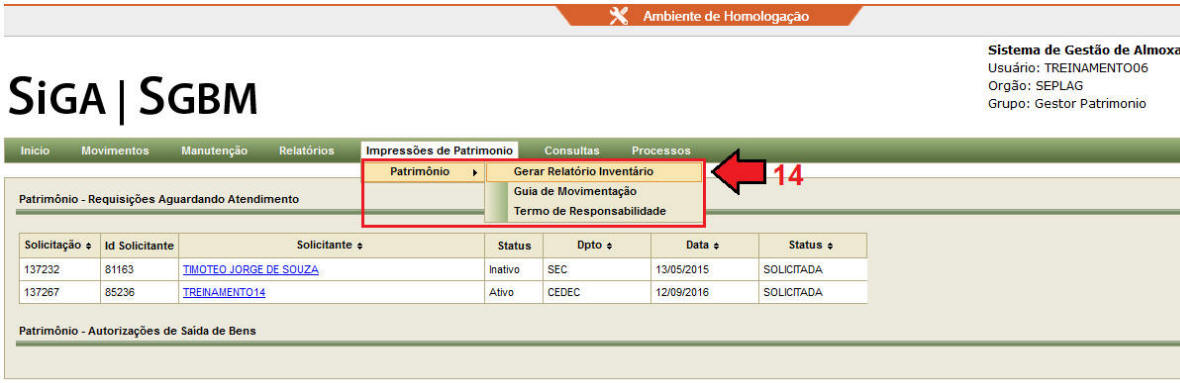 Ambiente de Homologação
Sistema de Gestão de Almoxa
Usuário: TREINAMENTO06
Orgão: SEPLAG
Grupo: Gestor Patrimonio
SIGA | SGBM
Inicio Movimentos Manutenção Relatórios Impressões de Patrimonio Consultas Processos
Patrimônio Gerar Relatório Inventário
14
Guia de Movimentação
Termo de Responsabilidade
Patrimônio - Requisições Aguardando Atendimento
Solicitação Id Solicitante Solicitante Status Dpto Data Status
137232 81163 TIMOTEO JORGE DE SOUZA Inativo SEC 13/05/2015 SOLICITADA
137267 85236 TREINAMENTO14 Ativo CEDEC 12/09/2016 SOLICITADA
Patrimônio - Autorizações de Saída de Bens